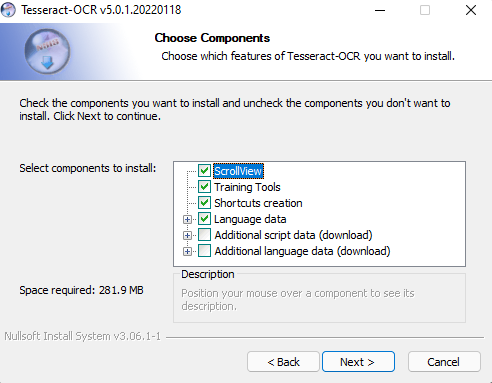 Tesseract-OCR v5.0.1.20220118
Choose Components
Choose which features of Tesseract-OCR you want to install.
Check the components you want to install and uncheck the components you don't want to
install. Click Next to continue.
Select components to install:
ScrollView
Training Tools
Shortcuts creation
Language data
Additional script data (download)
Additional language data (download)
Space required: 281.9 MB
Description
Position your mouse over a component to see its
description.
Nullsoft Install System v3.06.1-1
< Back
Next >
Cancel